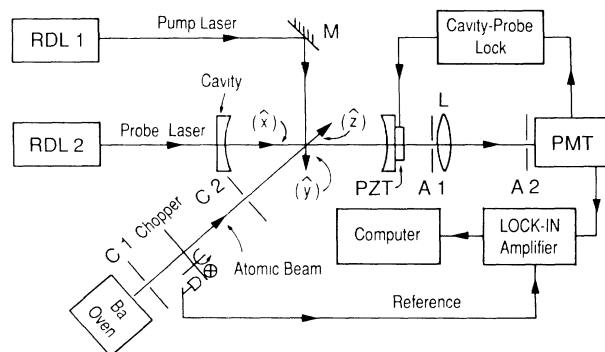 RDL 1
Pump Laser
M
Cavity-Probe
Lock
Cavity
RDL 2
Probe Laser
(x̂)
(ẑ)
(ŷ)
L
PMT
PZT
A 1
A 2
C 2
Chopper
C 1
D
Atomic Beam
Ba
Oven
Computer
LOCK-IN
Amplifier
Reference